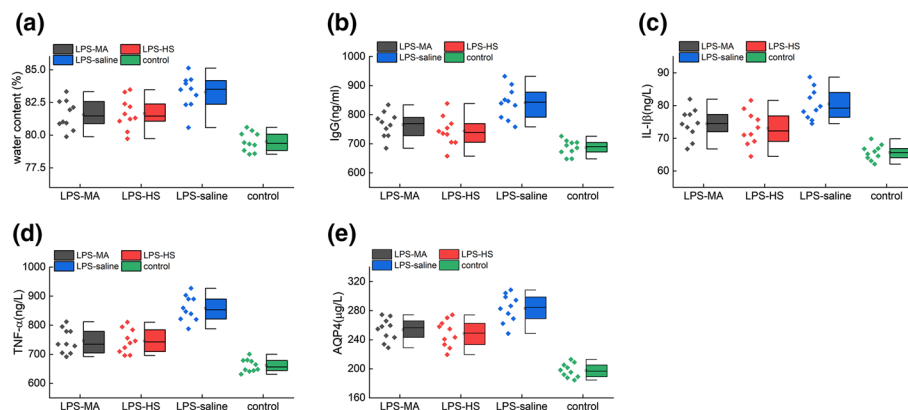 (a)
LPS-MA LPS-HS
LPS-saline control
water content (%)
85.0
82.5
80.0
77.5
LPS-MA LPS-HS LPS-saline control
(b)
LPS-MA LPS-HS
LPS-saline control
IgG(ng/ml)
1000
900
800
700
600
LPS-MA LPS-HS LPS-saline control
(c)
LPS-MA LPS-HS
LPS-saline control
IL-Iβ(ng/L)
90
80
70
60
LPS-MA LPS-HS LPS-saline control
(d)
LPS-MA LPS-HS
LPS-saline control
TNF-α(ng/L)
1000
900
800
700
600
LPS-MA LPS-HS LPS-saline control
(e)
LPS-MA LPS-HS
LPS-saline control
AQP4(μg/L)
360
280
240
200
160
LPS-MA LPS-HS LPS-saline control